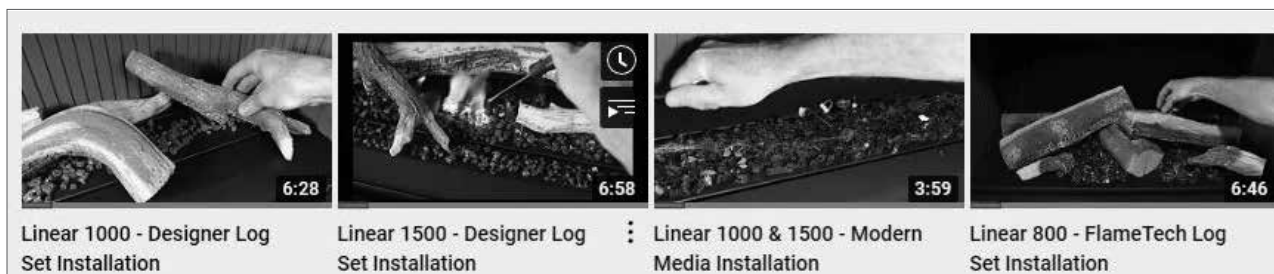 6:28
6:58
3:59
6:46
Linear 1000 - Designer Log
Set Installation
Linear 1500 - Designer Log
Set Installation
Linear 1000 & 1500 - Modern
Media Installation
Linear 800 - FlameTech Log
Set Installation